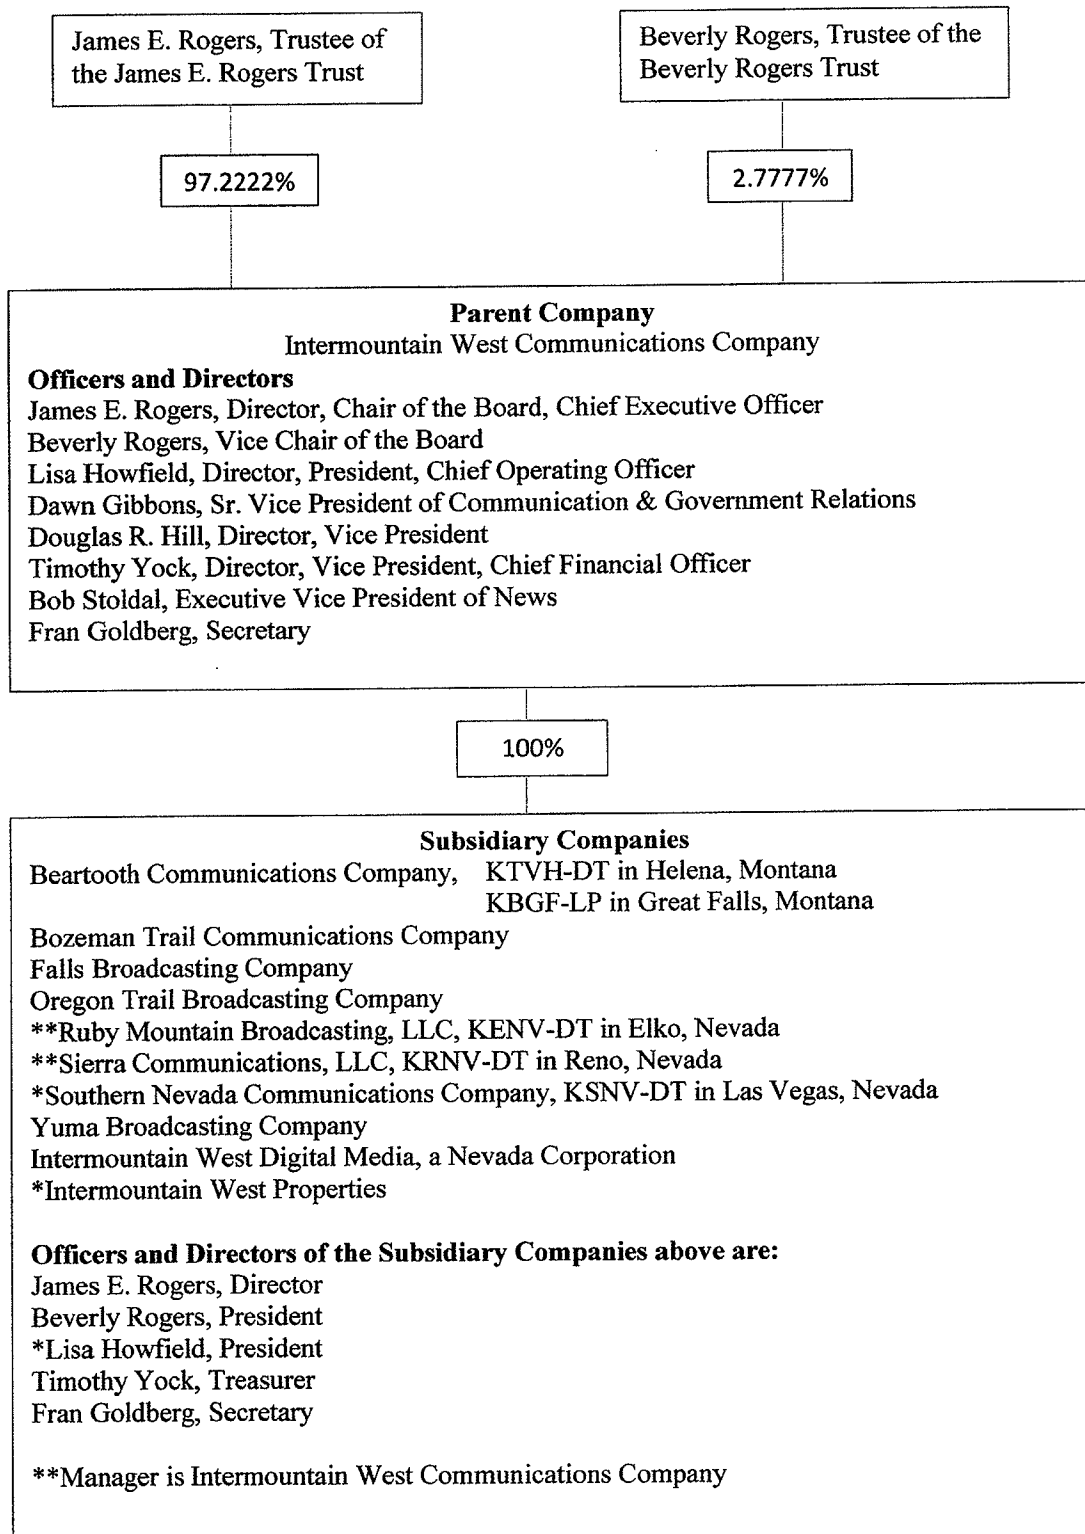 James E. Rogers, Trustee of
the James E. Rogers Trust
Beverly Rogers, Trustee of the
Beverly Rogers Trust
97.2222%
2.7777%
Parent Company
Intermountain West Communications Company
Officers and Directors
James E. Rogers, Director, Chair of the Board, Chief Executive Officer
Beverly Rogers, Vice Chair of the Board
Lisa Howfield, Director, President, Chief Operating Officer
Dawn Gibbons, Sr. Vice President of Communication & Government Relations
Douglas R. Hill, Director, Vice President
Timothy Yock, Director, Vice President, Chief Financial Officer
Bob Stoldal, Executive Vice President of News
Fran Goldberg, Secretary
100%
Subsidiary Companies
Beartooth Communications Company, KTVH-DT in Helena, Montana
KBGF-LP in Great Falls, Montana
Bozeman Trail Communications Company
Falls Broadcasting Company
Oregon Trail Broadcasting Company
**Ruby Mountain Broadcasting, LLC, KENV-DT in Elko, Nevada
**Sierra Communications, LLC, KRNV-DT in Reno, Nevada
*Southern Nevada Communications Company, KSNV-DT in Las Vegas, Nevada
Yuma Broadcasting Company
Intermountain West Digital Media, a Nevada Corporation
*Intermountain West Properties
Officers and Directors of the Subsidiary Companies above are:
James E. Rogers, Director
Beverly Rogers, President
*Lisa Howfield, President
Timothy Yock, Treasurer
Fran Goldberg, Secretary
**Manager is Intermountain West Communications Company